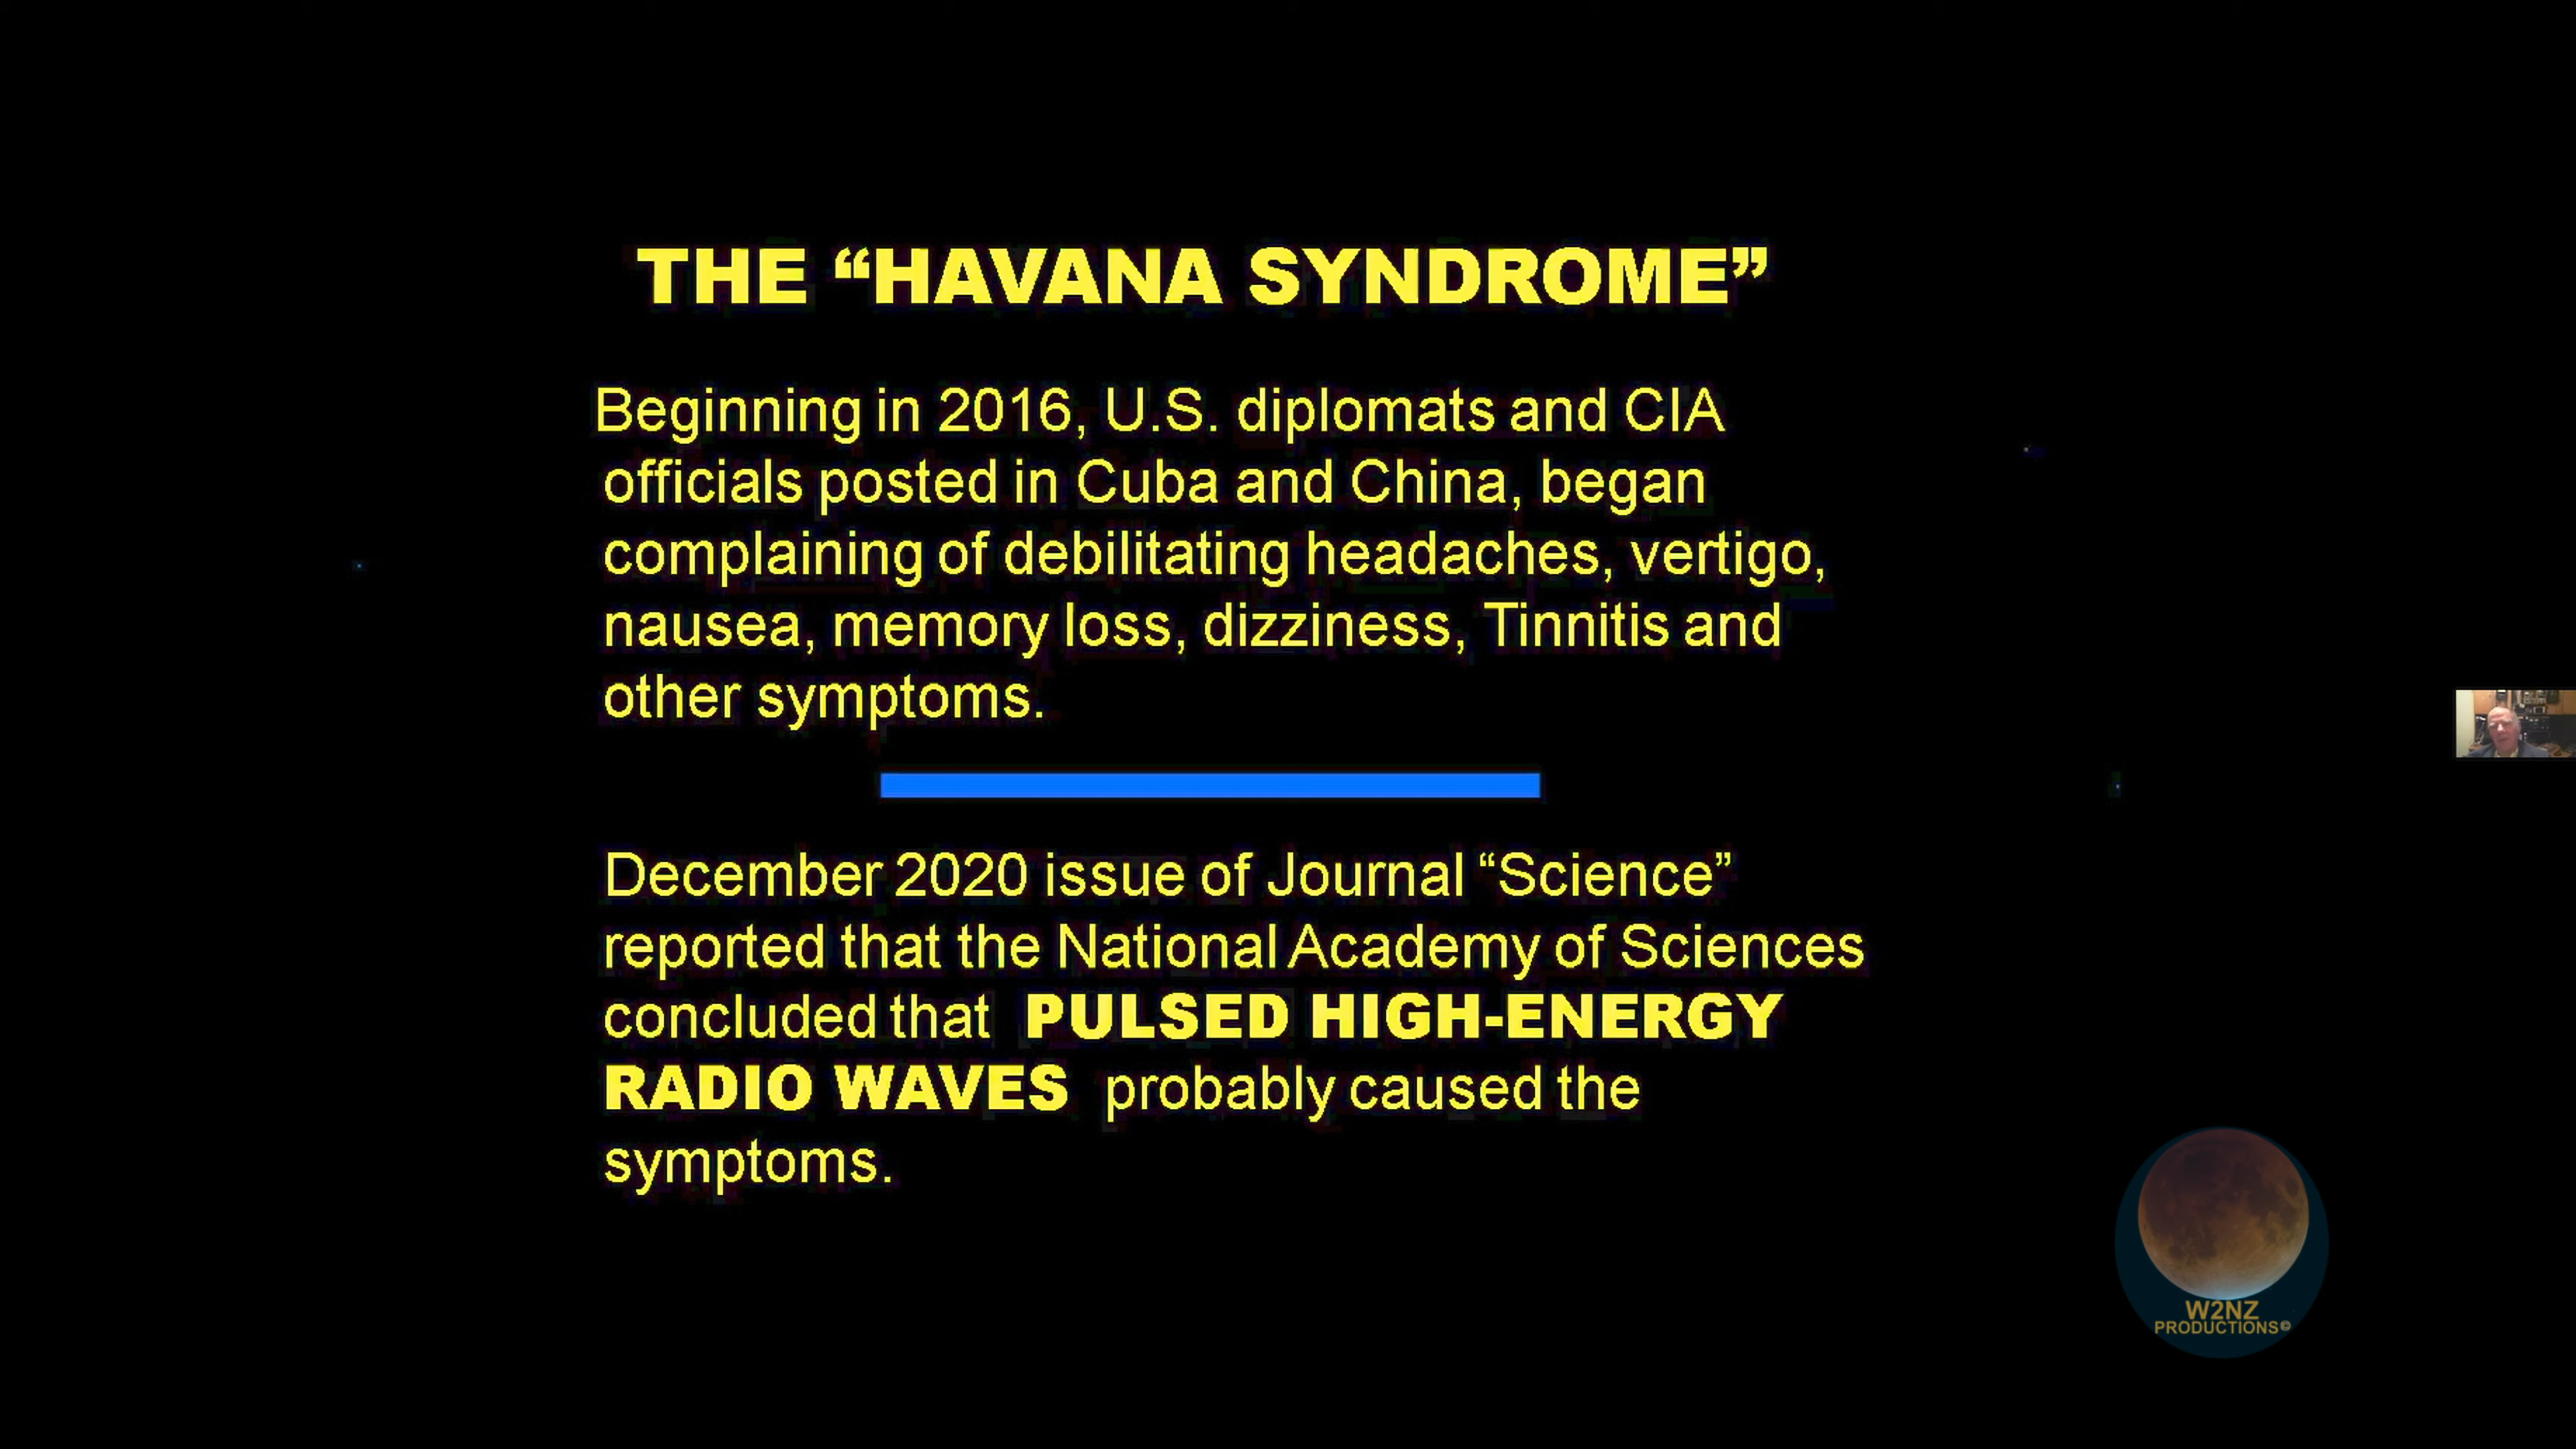 THE “HAVANA SYNDROME”
Beginning in 2016, U.S. diplomats and CIA
officials posted in Cuba and China, began
complaining of debilitating headaches, vertigo,
nausea, memory loss, dizziness, Tinnitis and
other symptoms.
December 2020 issue of Journal “Science”
reported that the National Academy of Sciences
concluded that PULSED HIGH-ENERGY
RADIO WAVES probably caused the
symptoms.
W2NZ
PRODUCTIONS©